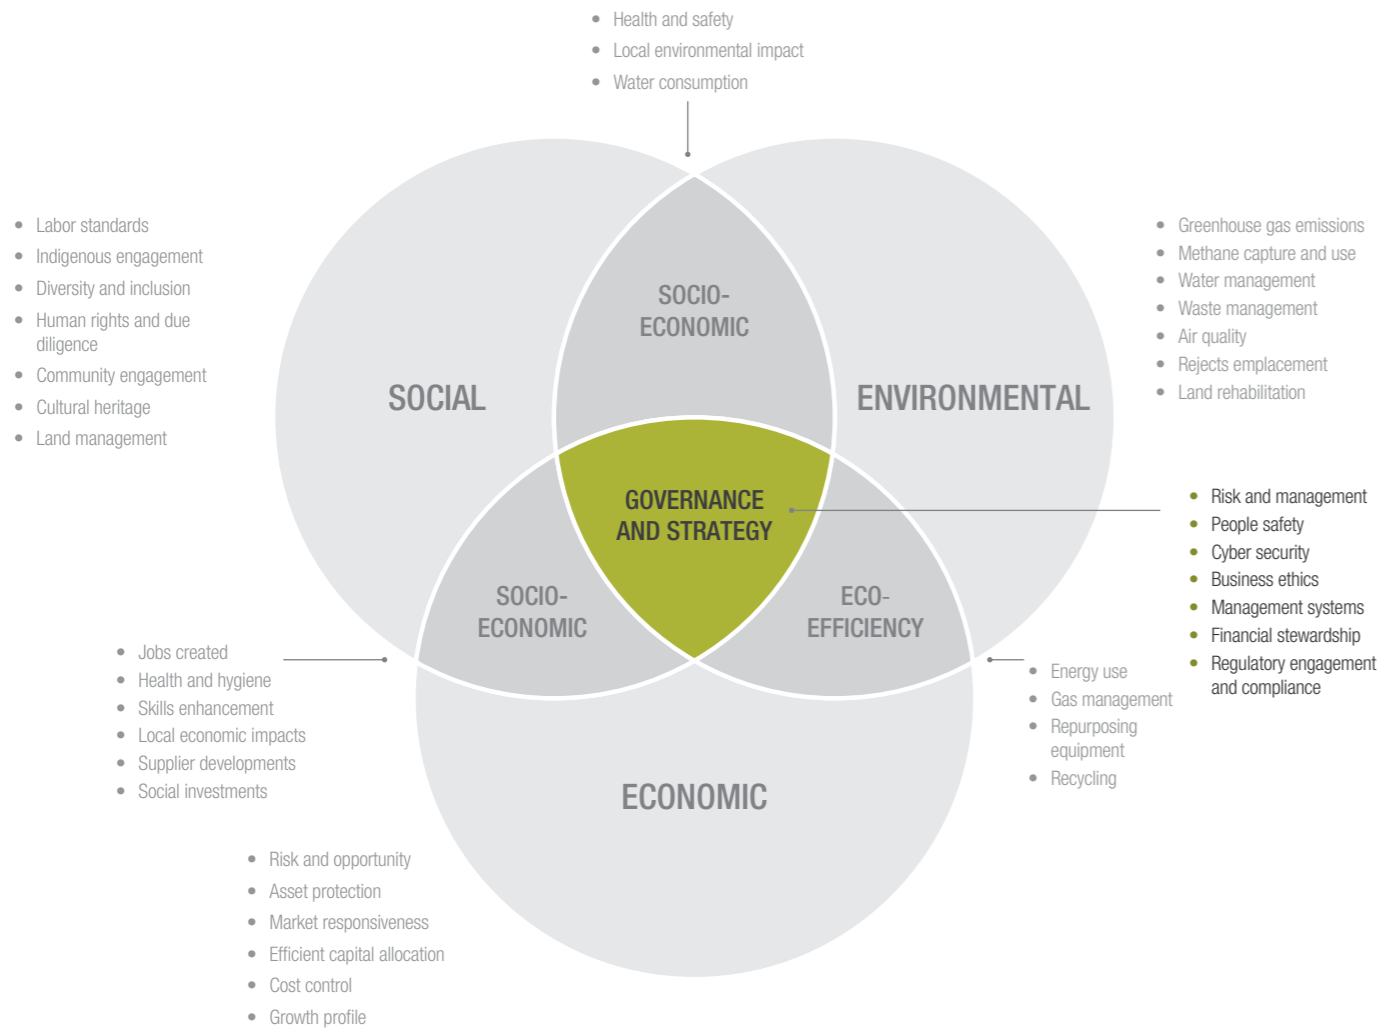 • Health and safety
• Local environmental impact
• Water consumption
• Labor standards
• Indigenous engagement
• Diversity and inclusion
• Human rights and due
diligence
• Community engagement
• Cultural heritage
• Land management
• Greenhouse gas emissions
• Methane capture and use
• Water management
• Waste management
• Air quality
• Rejects emplacement
• Land rehabilitation
SOCIO-
ECONOMIC
SOCIAL
ENVIRONMENTAL
GOVERNANCE
AND STRATEGY
• Risk and management
• People safety
• Cyber security
• Business ethics
• Management systems
• Financial stewardship
• Regulatory engagement
and compliance
SOCIO-
ECONOMIC
ECO-
EFFICIENCY
• Jobs created
• Health and hygiene
• Skills enhancement
• Local economic impacts
• Supplier developments
• Social investments
• Energy use
• Gas management
• Repurposing
equipment
• Recycling
ECONOMIC
• Risk and opportunity
• Asset protection
• Market responsiveness
• Efficient capital allocation
• Cost control
• Growth profile